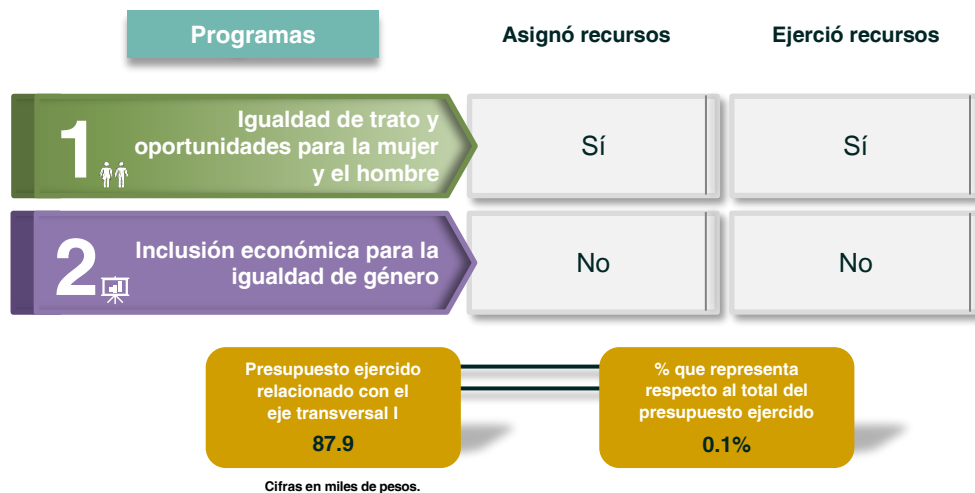 Programas
Asignó recursos
Ejerció recursos
1
Igualdad de trato y
oportunidades para la mujer
y el hombre
Sí
Sí
2
Inclusión económica para la
igualdad de género
No
No
Presupuesto ejercido
relacionado con el
eje transversal I
87.9
% que representa
respecto al total del
presupuesto ejercido
0.1%
Cifras en miles de pesos.